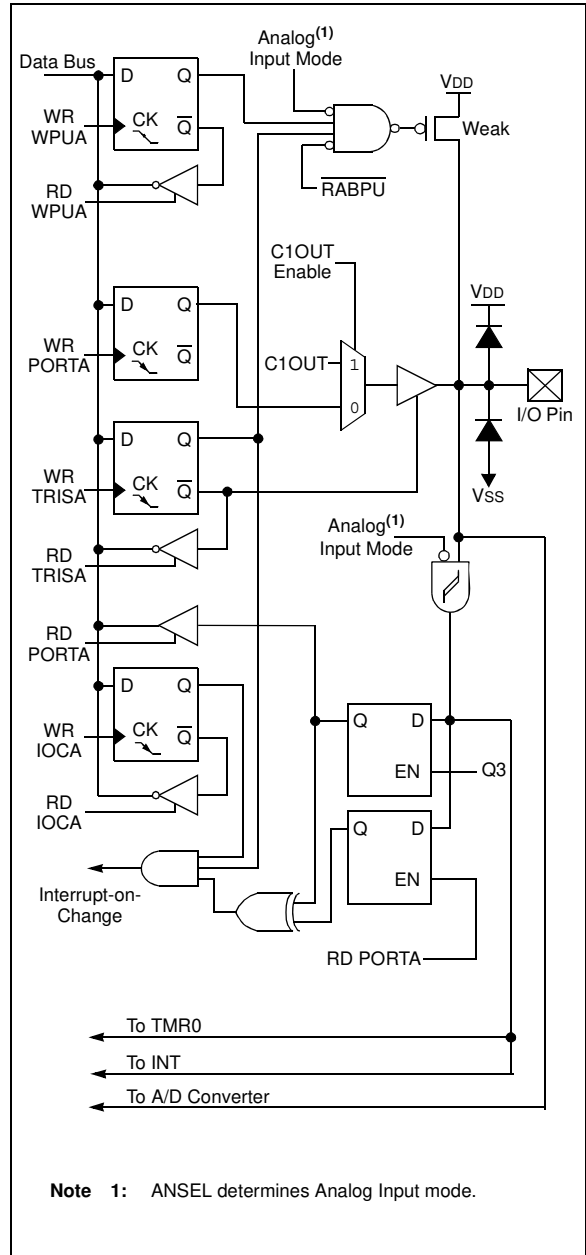 Analog(1)
Input Mode
Data Bus
D Q
VDD
WR
WPUA
CK Q
Weak
RD
WPUA
RABPU
C1OUT
Enable
D Q
VDD
WR
PORTA
CK Q
C1OUT
1
0
I/O Pin
D Q
WR
TRISA
CK Q
VSS
Analog(1)
Input Mode
RD
TRISA
RD
PORTA
D Q
WR
IOCA
CK Q
Q D
EN
Q3
RD
IOCA
Q D
EN
Interrupt-on-
Change
RD PORTA
To TMR0
To INT
To A/D Converter
Note 1: ANSEL determines Analog Input mode.